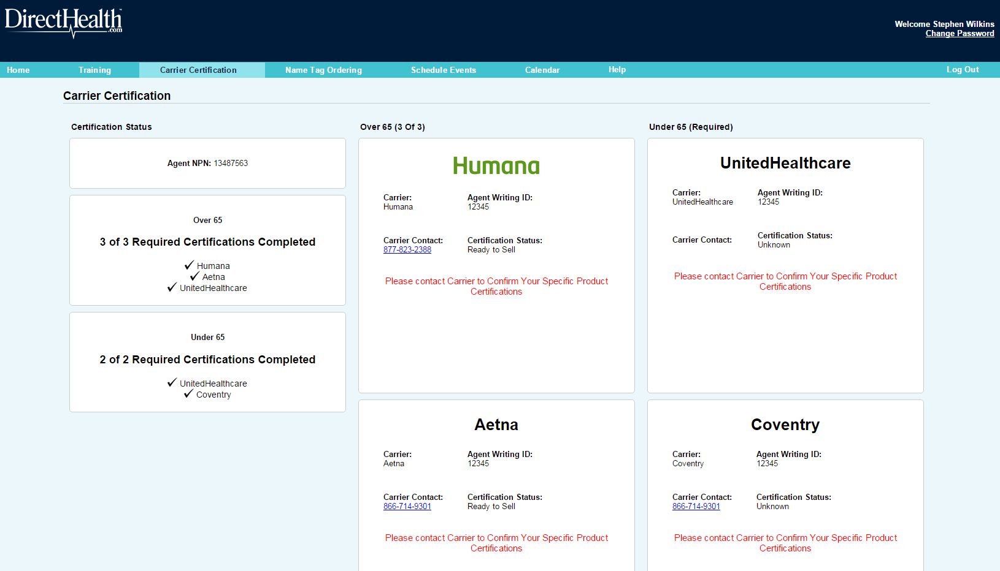 DirectHealth
.com
Welcome Stephen Wilkins
Change Password
Home Training Carrier Certification Name Tag Ordering Schedule Events Calendar Help Log Out
Carrier Certification
Certification Status
Agent NPN: 13487563
Over 65
3 of 3 Required Certifications Completed
✓ Humana
✓ Aetna
✓ UnitedHealthcare
Under 65
2 of 2 Required Certifications Completed
✓ UnitedHealthcare
✓ Coventry
Over 65 (3 Of 3)
Humana
Carrier: Agent Writing ID:
Humana 12345
Carrier Contact: Certification Status:
877-823-2388 Ready to Sell
Please contact Carrier to Confirm Your Specific Product
Certifications
Aetna
Carrier: Agent Writing ID:
Aetna 12345
Carrier Contact: Certification Status:
866-714-9301 Ready to Sell
Please contact Carrier to Confirm Your Specific Product
Certifications
Under 65 (Required)
UnitedHealthcare
Carrier: Agent Writing ID:
UnitedHealthcare 12345
Carrier Contact: Certification Status:
Unknown
Please contact Carrier to Confirm Your Specific Product
Certifications
Coventry
Carrier: Agent Writing ID:
Coventry 12345
Carrier Contact: Certification Status:
866-714-9301 Unknown
Please contact Carrier to Confirm Your Specific Product
Certifications